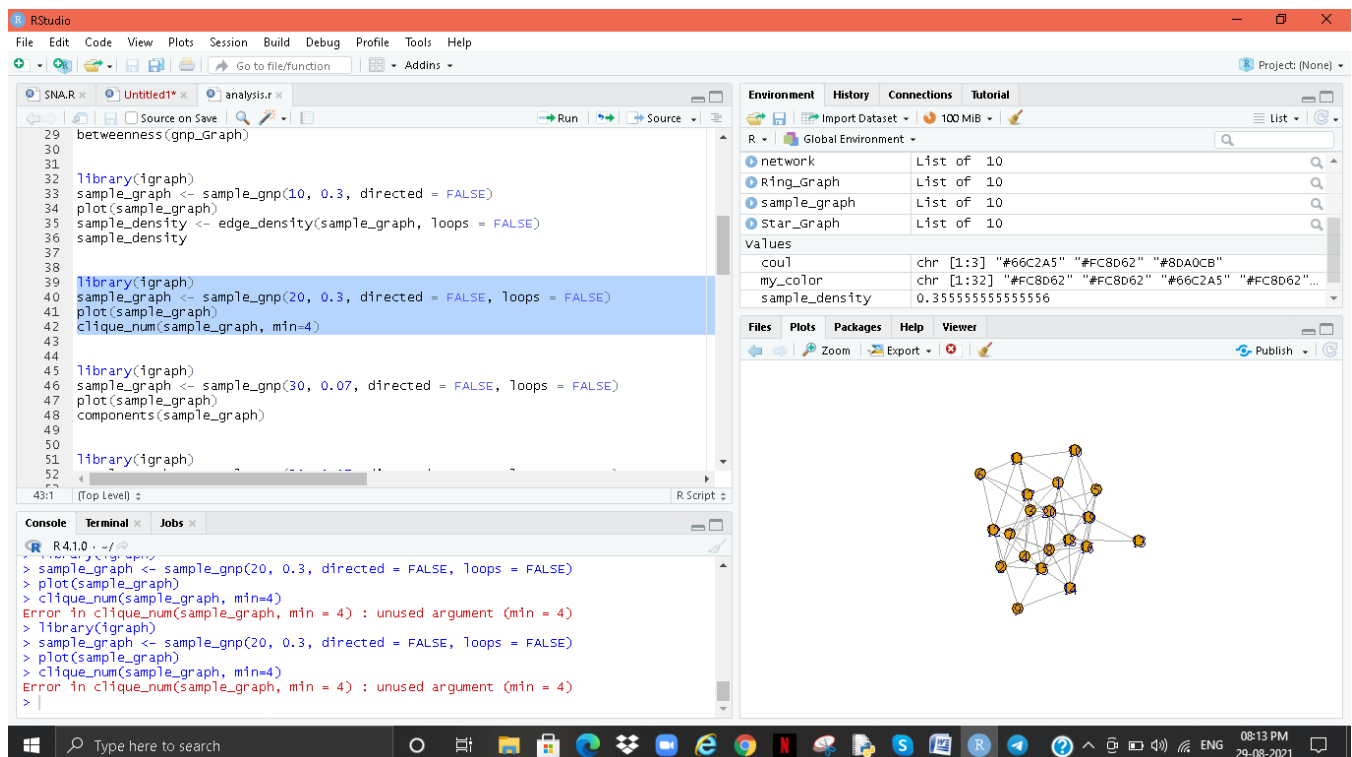 RStudio
File Edit Code View Plots Session Build Debug Profile Tools Help
Go to file/function Addins Project: (None)
SNA.R Untitled1* analysis.r
Source on Save Run Source
29 betweenness(gnp_Graph)
30
31
32 library(igraph)
33 sample_graph <- sample_gnp(10, 0.3, directed = FALSE)
34 plot(sample_graph)
35 sample_density <- edge_density(sample_graph, loops = FALSE)
36 sample_density
37
38
39 library(igraph)
40 sample_graph <- sample_gnp(20, 0.3, directed = FALSE, loops = FALSE)
41 plot(sample_graph)
42 clique_num(sample_graph, min=4)
43
44
45 library(igraph)
46 sample_graph <- sample_gnp(30, 0.07, directed = FALSE, loops = FALSE)
47 plot(sample_graph)
48 components(sample_graph)
49
50
51 library(igraph)
52
43:1 (Top Level) R Script
Console Terminal Jobs
R 4.1.0 · ~/
> library(igraph)
> sample_graph <- sample_gnp(20, 0.3, directed = FALSE, loops = FALSE)
> plot(sample_graph)
> clique_num(sample_graph, min=4)
Error in clique_num(sample_graph, min = 4) : unused argument (min = 4)
> library(igraph)
> sample_graph <- sample_gnp(20, 0.3, directed = FALSE, loops = FALSE)
> plot(sample_graph)
> clique_num(sample_graph, min=4)
Error in clique_num(sample_graph, min = 4) : unused argument (min = 4)
>
Environment History Connections Tutorial
Import Dataset 100 MiB List
R Global Environment
network List of 10
Ring_Graph List of 10
sample_graph List of 10
Star_Graph List of 10
Values
coul chr [1:3] "#66C2A5" "#FC8D62" "#8DA0CB"
my_color chr [1:32] "#FC8D62" "#FC8D62" "#66C2A5" "#FC8D62"...
sample_density 0.355555555555556
Files Plots Packages Help Viewer
Zoom Export Publish
Type here to search
ENG 08:13 PM
29-08-2021